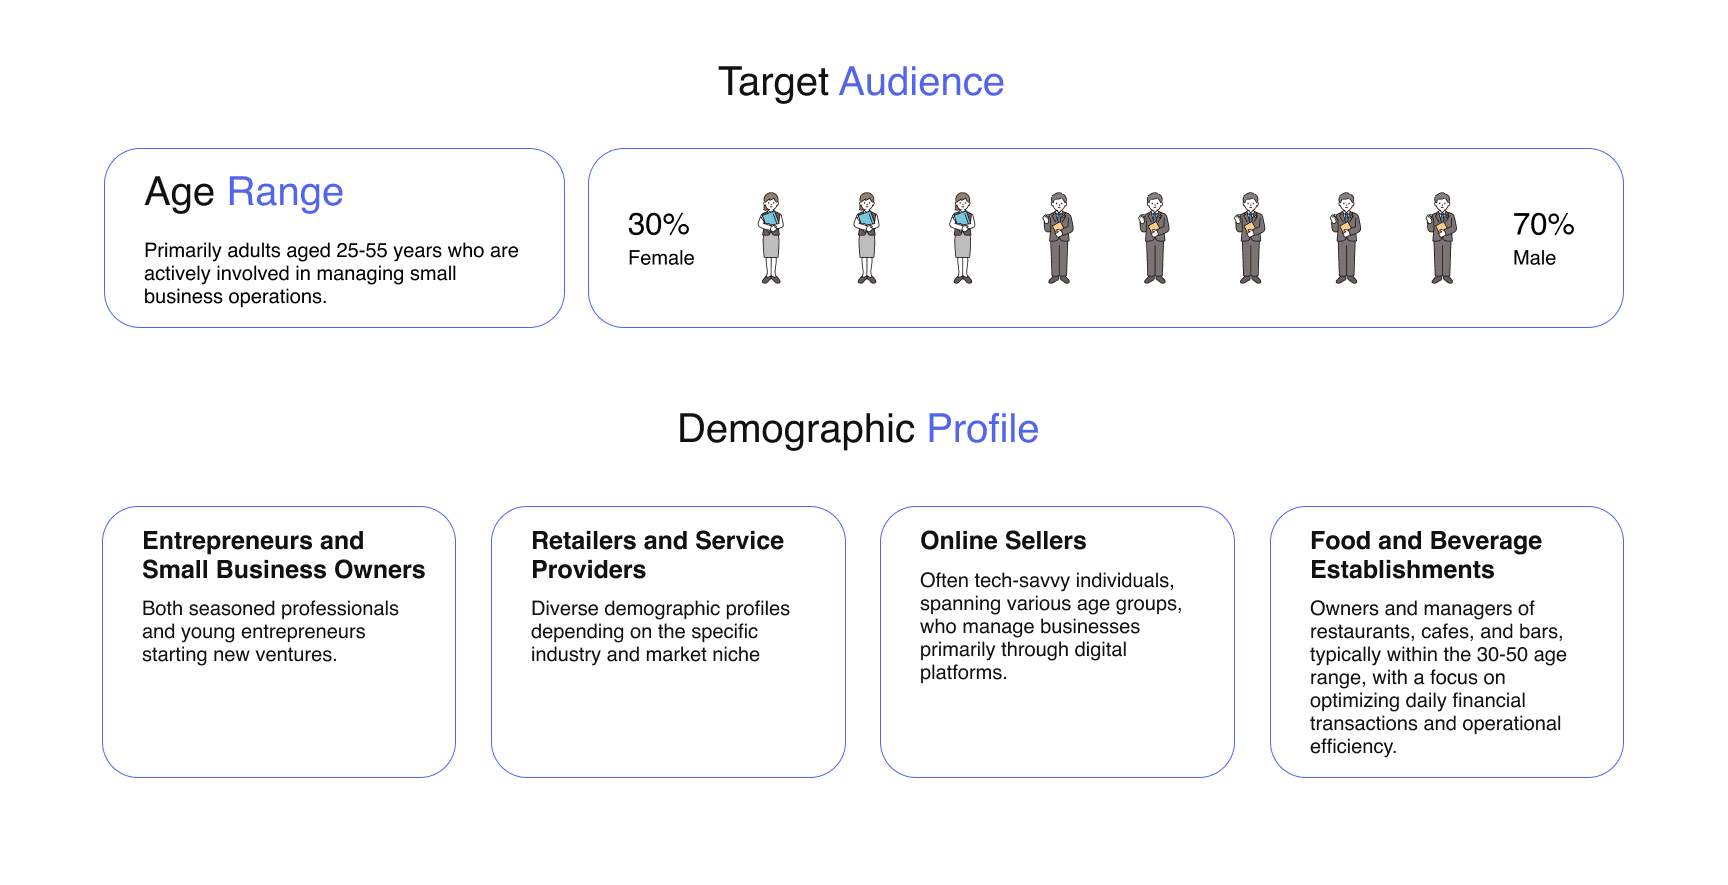 Target Audience
Age Range
Primarily adults aged 25-55 years who are
actively involved in managing small
business operations.
30%
Female
70%
Male
Demographic Profile
Entrepreneurs and
Small Business Owners
Both seasoned professionals
and young entrepreneurs
starting new ventures.
Retailers and Service
Providers
Diverse demographic profiles
depending on the specific
industry and market niche
Online Sellers
Often tech-savvy individuals,
spanning various age groups,
who manage businesses
primarily through digital
platforms.
Food and Beverage
Establishments
Owners and managers of
restaurants, cafes, and bars,
typically within the 30-50 age
range, with a focus on
optimizing daily financial
transactions and operational
efficiency.